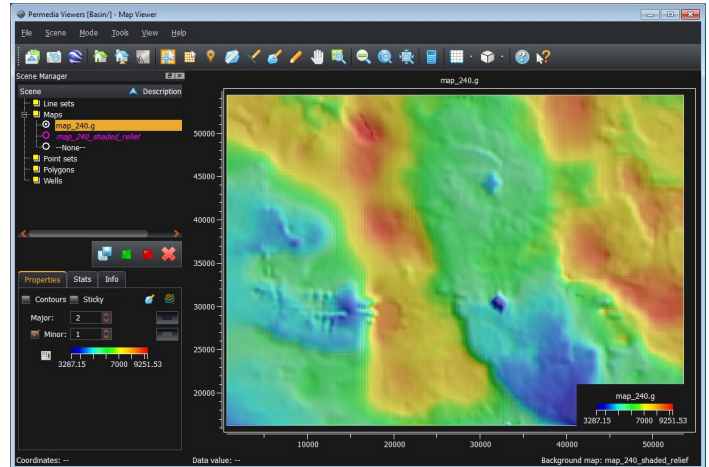 Permedia Viewers [Basin/] - Map Viewer
File Scene Mode Tools View Help
Scene Manager
Scene Description
Line sets
Maps
map_240.g
map_240_shaded_relief
--None--
Point sets
Polygons
Wells
Properties Stats Info
Contours Sticky
Major: 2
Minor: 1
3287.15 7000 9251.53
map_240.g
50000
45000
40000
35000
30000
25000
20000
10000 20000 30000 40000 50000
map_240.g
3287.15 7000 9251.53
Coordinates: -- Data value: -- Background map: map_240_shaded_relief